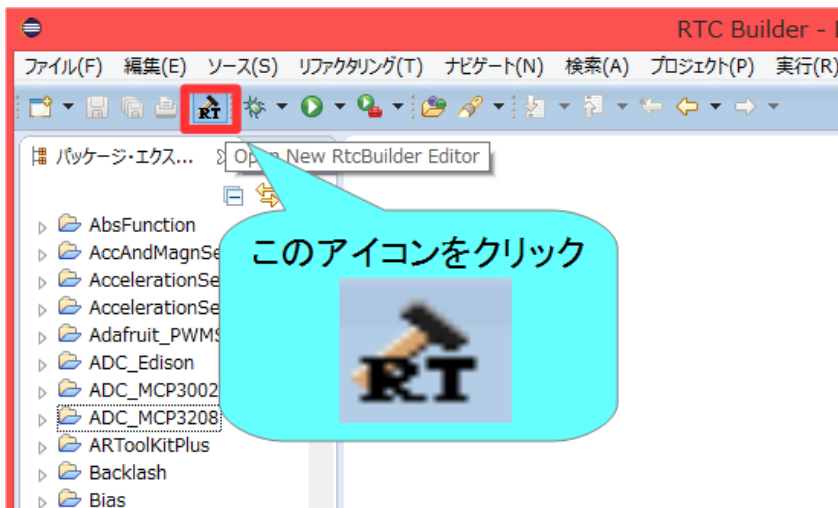 RTC Builder -
ファイル(F) 編集(E) ソース(S) リファクタリング(T) ナビゲート(N) 検索(A) プロジェクト(P) 実行(R)
RT
パッケージ・エクス...
Open New RtcBuilder Editor
このアイコンをクリック
RT
AbsFunction
AccAndMagnSe
AccelerationSe
AccelerationSe
Adafruit_PWMS
ADC_Edison
ADC_MCP3002
ADC_MCP3208
ARToolKitPlus
Backlash
Bias